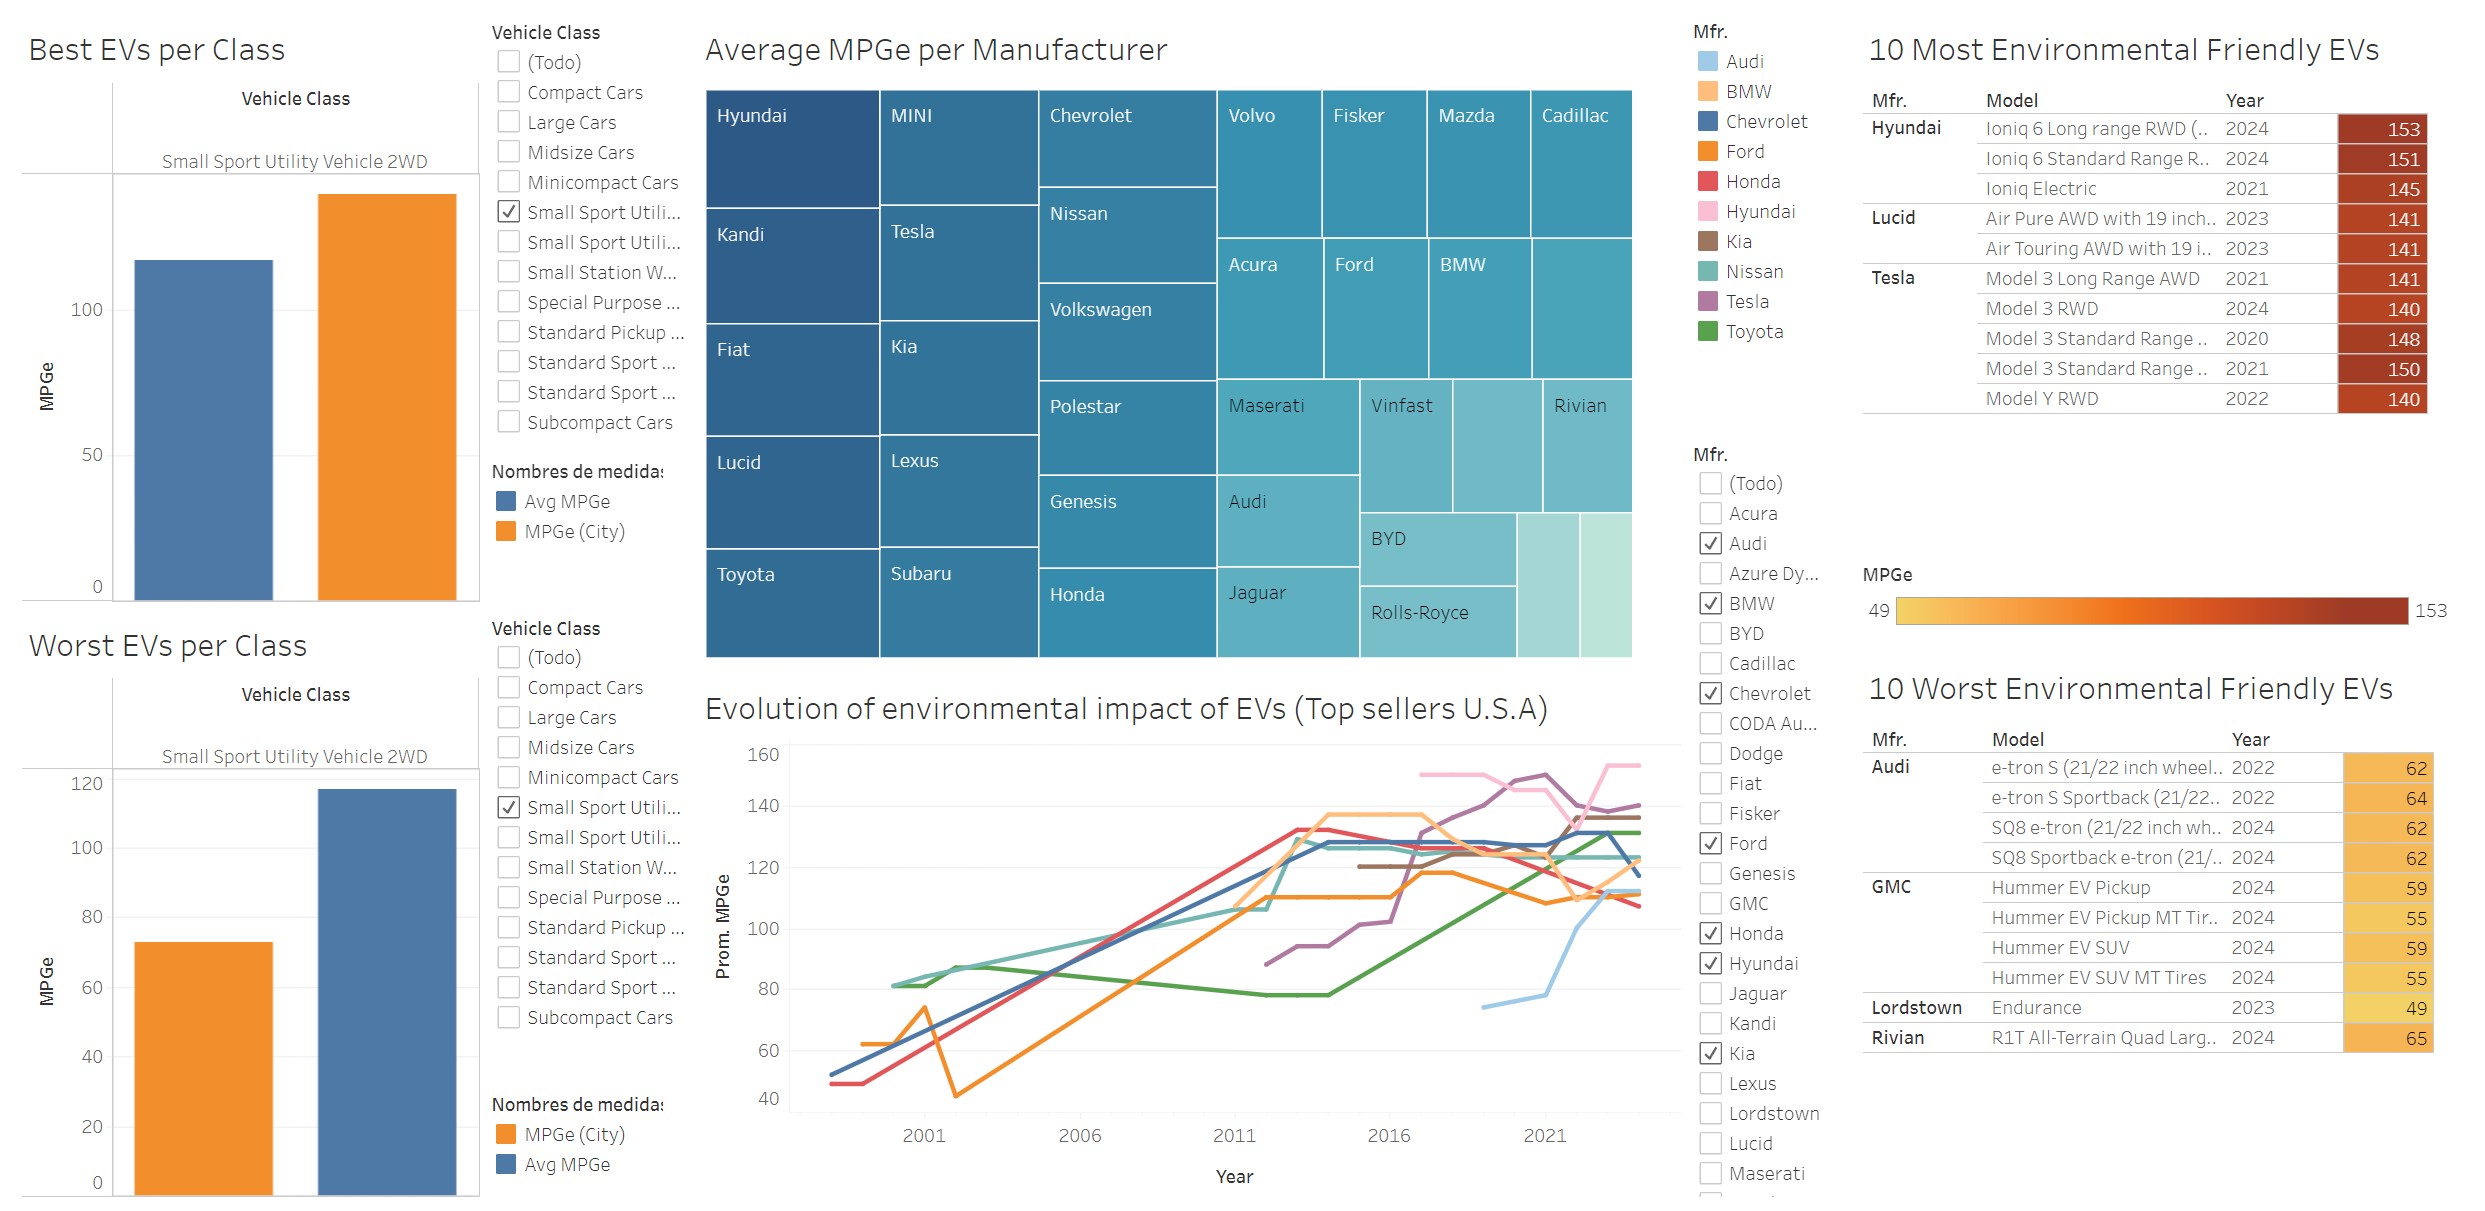 Best EVs per Class
Vehicle Class
Small Sport Utility Vehicle 2WD
MPGe
100
50
0
Vehicle Class
(Todo)
Compact Cars
Large Cars
Midsize Cars
Minicompact Cars
Small Sport Utili...
Small Sport Utili...
Small Station W...
Special Purpose ...
Standard Pickup ...
Standard Sport ...
Standard Sport ...
Subcompact Cars
Nombres de medidas
Avg MPGe
MPGe (City)
Worst EVs per Class
Vehicle Class
Small Sport Utility Vehicle 2WD
MPGe
120
100
80
60
40
20
0
Vehicle Class
(Todo)
Compact Cars
Large Cars
Midsize Cars
Minicompact Cars
Small Sport Utili...
Small Sport Utili...
Small Station W...
Special Purpose ...
Standard Pickup ...
Standard Sport ...
Standard Sport ...
Subcompact Cars
Nombres de medidas
MPGe (City)
Avg MPGe
Average MPGe per Manufacturer
Hyundai
Kandi
Fiat
Lucid
Toyota
MINI
Tesla
Kia
Lexus
Subaru
Chevrolet
Nissan
Volkswagen
Polestar
Genesis
Honda
Volvo
Fisker
Mazda
Cadillac
Acura
Ford
BMW
Maserati
Audi
Jaguar
Vinfast
Rivian
BYD
Rolls-Royce
Evolution of environmental impact of EVs (Top sellers U.S.A)
Prom. MPGe
160
140
120
100
80
60
40
2001
2006
2011
2016
2021
Year
Mfr.
Audi
BMW
Chevrolet
Ford
Honda
Hyundai
Kia
Nissan
Tesla
Toyota
Mfr.
(Todo)
Acura
Audi
Azure Dy...
BMW
BYD
Cadillac
Chevrolet
CODA Au...
Dodge
Fiat
Fisker
Ford
Genesis
GMC
Honda
Hyundai
Jaguar
Kandi
Kia
Lexus
Lordstown
Lucid
Maserati
10 Most Environmental Friendly EVs
Mfr. Model Year
Hyundai Ioniq 6 Long range RWD (.. 2024 153
Ioniq 6 Standard Range R.. 2024 151
Ioniq Electric 2021 145
Lucid Air Pure AWD with 19 inch.. 2023 141
Air Touring AWD with 19 i.. 2023 141
Tesla Model 3 Long Range AWD 2021 141
Model 3 RWD 2024 140
Model 3 Standard Range .. 2020 148
Model 3 Standard Range .. 2021 150
Model Y RWD 2022 140
MPGe
49 153
10 Worst Environmental Friendly EVs
Mfr. Model Year
Audi e-tron S (21/22 inch wheel.. 2022 62
e-tron S Sportback (21/22.. 2022 64
SQ8 e-tron (21/22 inch wh.. 2024 62
SQ8 Sportback e-tron (21/.. 2024 62
GMC Hummer EV Pickup 2024 59
Hummer EV Pickup MT Tir.. 2024 55
Hummer EV SUV 2024 59
Hummer EV SUV MT Tires 2024 55
Lordstown Endurance 2023 49
Rivian R1T All-Terrain Quad Larg.. 2024 65